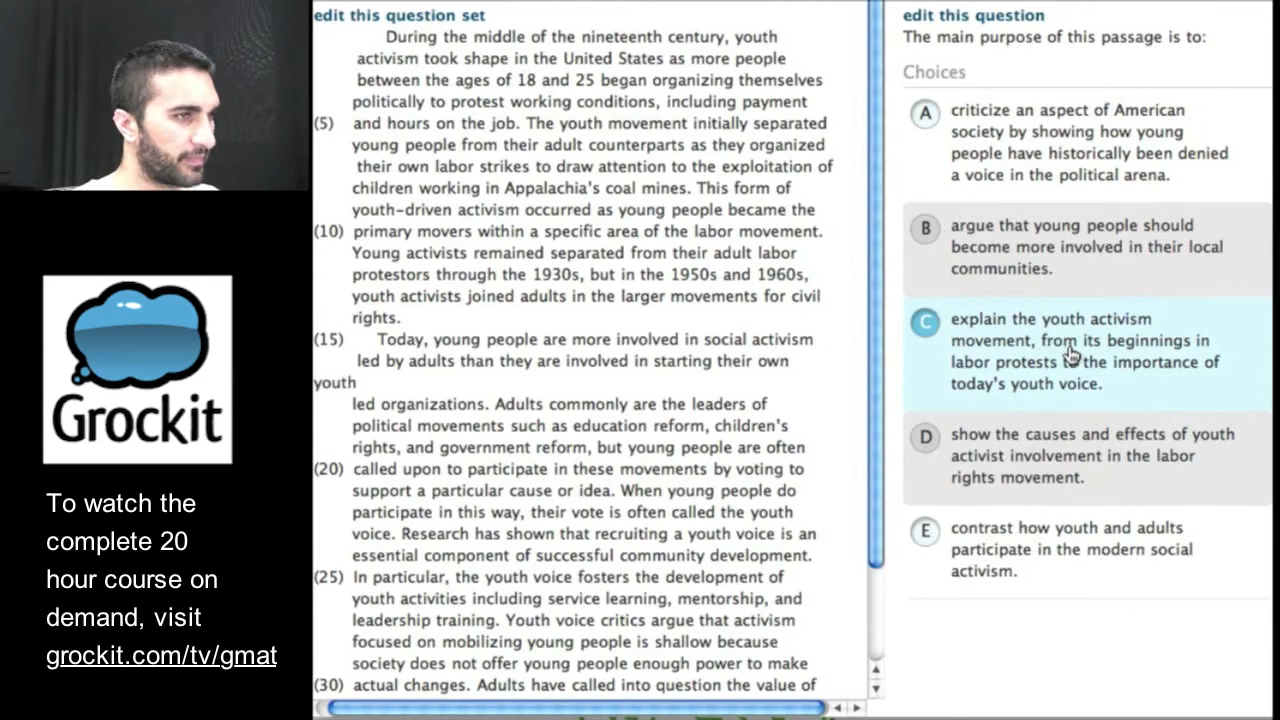 edit this question set
During the middle of the nineteenth century, youth
activism took shape in the United States as more people
between the ages of 18 and 25 began organizing themselves
politically to protest working conditions, including payment
(5) and hours on the job. The youth movement initially separated
young people from their adult counterparts as they organized
their own labor strikes to draw attention to the exploitation of
children working in Appalachia's coal mines. This form of
youth-driven activism occurred as young people became the
(10) primary movers within a specific area of the labor movement.
Young activists remained separated from their adult labor
protestors through the 1930s, but in the 1950s and 1960s,
youth activists joined adults in the larger movements for civil
rights.
(15) Today, young people are more involved in social activism
led by adults than they are involved in starting their own
youth
led organizations. Adults commonly are the leaders of
political movements such as education reform, children's
rights, and government reform, but young people are often
(20) called upon to participate in these movements by voting to
support a particular cause or idea. When young people do
participate in this way, their vote is often called the youth
voice. Research has shown that recruiting a youth voice is an
essential component of successful community development.
(25) In particular, the youth voice fosters the development of
youth activities including service learning, mentorship, and
leadership training. Youth voice critics argue that activism
focused on mobilizing young people is shallow because
society does not offer young people enough power to make
(30) actual changes. Adults have called into question the value of
edit this question
The main purpose of this passage is to:
Choices
A criticize an aspect of American
society by showing how young
people have historically been denied
a voice in the political arena.
B argue that young people should
become more involved in their local
communities.
C explain the youth activism
movement, from its beginnings in
labor protests to the importance of
today's youth voice.
D show the causes and effects of youth
activist involvement in the labor
rights movement.
E contrast how youth and adults
participate in the modern social
activism.
Grockit
To watch the
complete 20
hour course on
demand, visit
grockit.com/tv/gmat